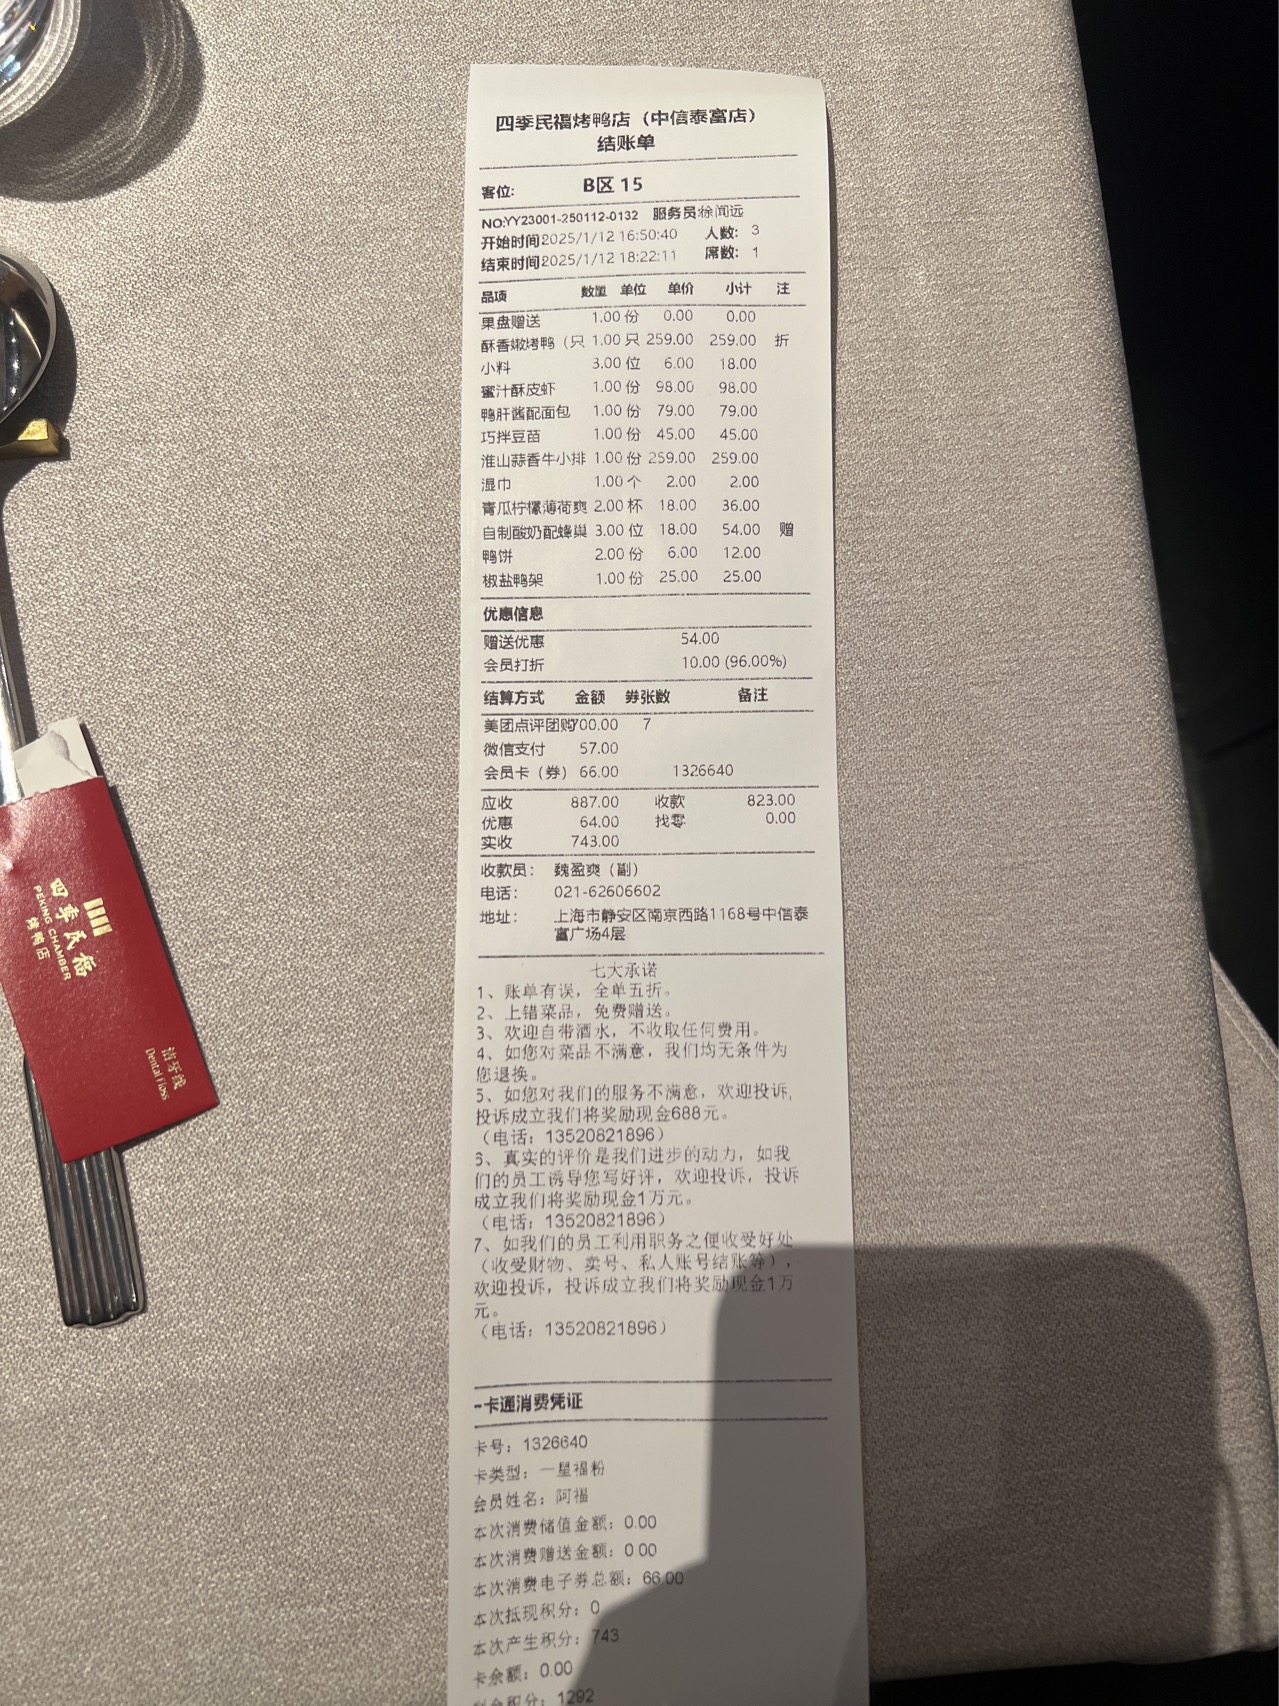 四季民福烤鸭店（中信泰富店）
结账单
客位: B区 15
NO:YY23001-250112-0132 服务员:徐闻远
开始时间:2025/1/12 16:50:40 人数: 3
结束时间:2025/1/12 18:22:11 席数: 1
品项 数量 单位 单价 小计 注
果盘赠送 1.00 份 0.00 0.00
酥香嫩烤鸭（只 1.00 只 259.00 259.00 折
小料 3.00 位 6.00 18.00
蜜汁酥皮虾 1.00 份 98.00 98.00
鸭肝酱配面包 1.00 份 79.00 79.00
巧拌豆苗 1.00 份 45.00 45.00
淮山蒜香牛小排 1.00 份 259.00 259.00
湿巾 1.00 个 2.00 2.00
青瓜柠檬薄荷爽 2.00 杯 18.00 36.00
自制酸奶配蜂巢 3.00 位 18.00 54.00 赠
鸭饼 2.00 份 6.00 12.00
椒盐鸭架 1.00 份 25.00 25.00
优惠信息
赠送优惠 54.00
会员打折 10.00 (96.00%)
结算方式 金额 券张数 备注
美团点评团购700.00 7
微信支付 57.00
会员卡（券） 66.00 1326640
应收 887.00 收款 823.00
优惠 64.00 找零 0.00
实收 743.00
收款员: 魏盈爽（副）
电话: 021-62606602
地址: 上海市静安区南京西路1168号中信泰
富广场4层
七大承诺
1、账单有误，全单五折。
2、上错菜品，免费赠送。
3、欢迎自带酒水，不收取任何费用。
4、如您对菜品不满意，我们均无条件为
您退换。
5、如您对我们的服务不满意，欢迎投诉,
投诉成立我们将奖励现金688元。
（电话：13520821896）
6、真实的评价是我们进步的动力，如我
们的员工诱导您写好评，欢迎投诉，投诉
成立我们将奖励现金1万元。
（电话：13520821896）
7、如我们的员工利用职务之便收受好处
（收受财物、卖号、私人账号结账等），
欢迎投诉，投诉成立我们将奖励现金1万
元。
（电话：13520821896）
-卡通消费凭证
卡号：1326640
卡类型：一星福粉
会员姓名：阿福
本次消费储值金额：0.00
本次消费赠送金额：0.00
本次消费电子券总额：66.00
本次抵现积分：0
本次产生积分：743
卡余额：0.00
剩余积分：1292
四季民福
PEKING CHAMBER
烤鸭店
洁牙线
Dental Floss